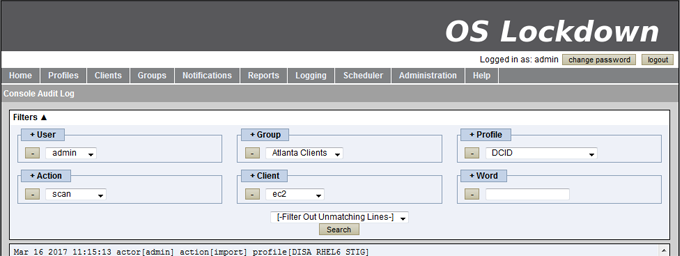 OS Lockdown
Logged in as: admin change password logout
Home Profiles Clients Groups Notifications Reports Logging Scheduler Administration Help
Console Audit Log
Filters ▲
+ User + Group + Profile
- admin - Atlanta Clients - DCID
+ Action + Client + Word
- scan - ec2 -
[-Filter Out Unmatching Lines-]
Search
Mar 16 2017 11:15:13 actor[admin] action[import] profile[DISA RHEL6 STIG]